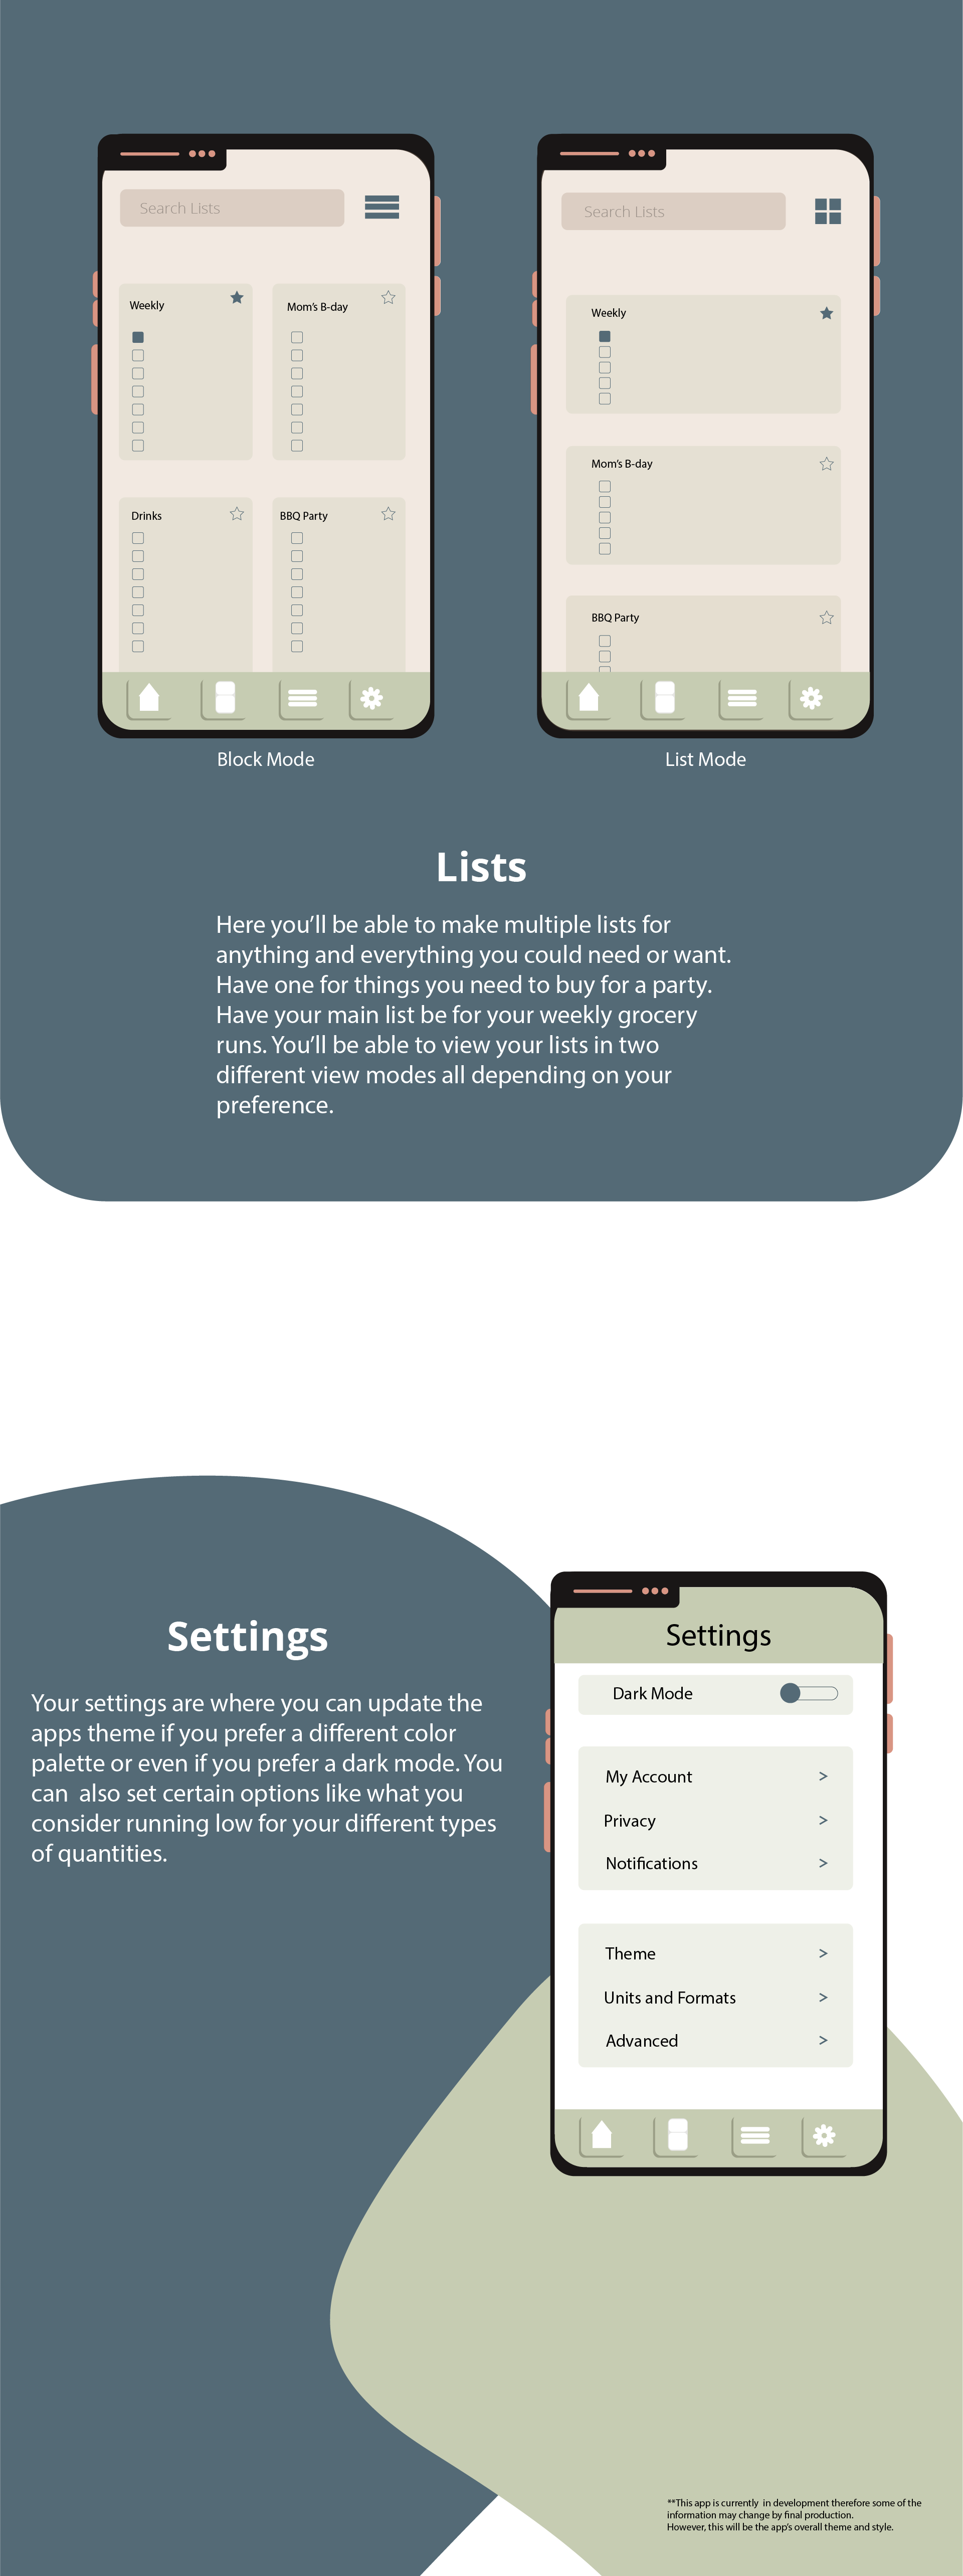 Search Lists
Weekly
Mom's B-day
Drinks
BBQ Party
Block Mode
Search Lists
Weekly
Mom's B-day
BBQ Party
List Mode
Lists
Here you'll be able to make multiple lists for
anything and everything you could need or want.
Have one for things you need to buy for a party.
Have your main list be for your weekly grocery
runs. You'll be able to view your lists in two
different view modes all depending on your
preference.
Settings
Your settings are where you can update the
apps theme if you prefer a different color
palette or even if you prefer a dark mode. You
can  also set certain options like what you
consider running low for your different types
of quantities.
Settings
Dark Mode
My Account >
Privacy >
Notifications >
Theme >
Units and Formats >
Advanced >
**This app is currently  in development therefore some of the
information may change by final production.
However, this will be the app's overall theme and style.